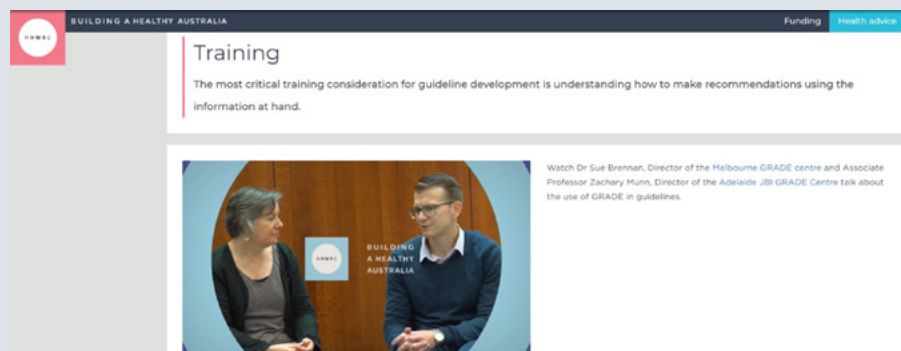 BUILDING A HEALTHY AUSTRALIA
Funding
Health advice
NHMRC
Training
The most critical training consideration for guideline development is understanding how to make recommendations using the
information at hand.
Watch Dr Sue Brennan, Director of the Melbourne GRADE centre and Associate
Professor Zachary Munn, Director of the Adelaide JBI GRADE Centre talk about
the use of GRADE in guidelines.
NHMRC
BUILDING
A HEALTHY
AUSTRALIA